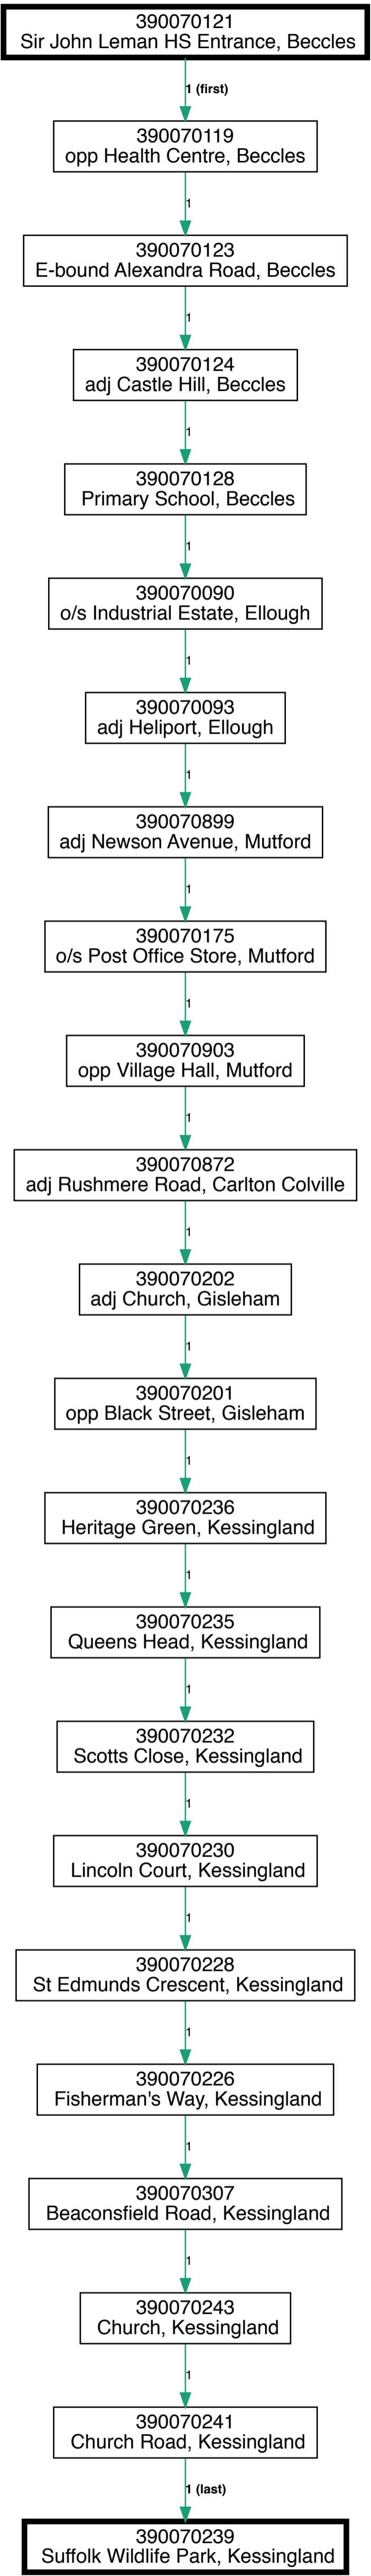 390070121
Sir John Leman HS Entrance, Beccles
1 (first)
390070119
opp Health Centre, Beccles
1
390070123
E-bound Alexandra Road, Beccles
1
390070124
adj Castle Hill, Beccles
1
390070128
Primary School, Beccles
1
390070090
o/s Industrial Estate, Ellough
1
390070093
adj Heliport, Ellough
1
390070899
adj Newson Avenue, Mutford
1
390070175
o/s Post Office Store, Mutford
1
390070903
opp Village Hall, Mutford
1
390070872
adj Rushmere Road, Carlton Colville
1
390070202
adj Church, Gisleham
1
390070201
opp Black Street, Gisleham
1
390070236
Heritage Green, Kessingland
1
390070235
Queens Head, Kessingland
1
390070232
Scotts Close, Kessingland
1
390070230
Lincoln Court, Kessingland
1
390070228
St Edmunds Crescent, Kessingland
1
390070226
Fisherman's Way, Kessingland
1
390070307
Beaconsfield Road, Kessingland
1
390070243
Church, Kessingland
1
390070241
Church Road, Kessingland
1 (last)
390070239
Suffolk Wildlife Park, Kessingland